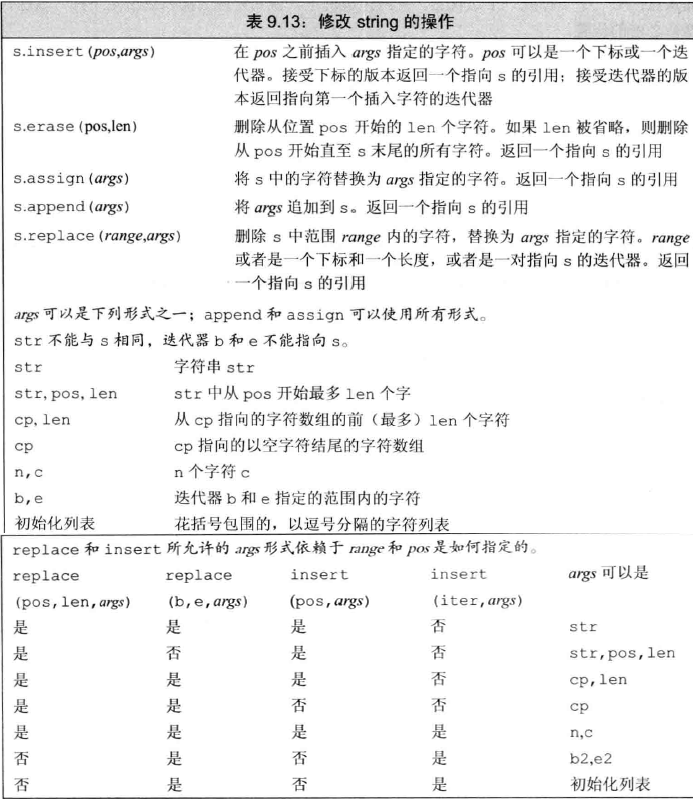 表 9.13：修改 string 的操作
s.insert(pos,args) 在 pos 之前插入 args 指定的字符。pos 可以是一个下标或一个迭
代器。接受下标的版本返回一个指向 s 的引用；接受迭代器的版
本返回指向第一个插入字符的迭代器
s.erase(pos,len) 删除从位置 pos 开始的 len 个字符。如果 len 被省略，则删除
从 pos 开始直至 s 末尾的所有字符。返回一个指向 s 的引用
s.assign(args) 将 s 中的字符替换为 args 指定的字符。返回一个指向 s 的引用
s.append(args) 将 args 追加到 s。返回一个指向 s 的引用
s.replace(range,args) 删除 s 中范围 range 内的字符，替换为 args 指定的字符。range
或者是一个下标和一个长度，或者是一对指向 s 的迭代器。返回
一个指向 s 的引用
args 可以是下列形式之一；append 和 assign 可以使用所有形式。
str 不能与 s 相同，迭代器 b 和 e 不能指向 s。
str 字符串 str
str,pos,len str 中从 pos 开始最多 len 个字
cp,len 从 cp 指向的字符数组的前（最多）len 个字符
cp cp 指向的以空字符结尾的字符数组
n,c n 个字符 c
b,e 迭代器 b 和 e 指定的范围内的字符
初始化列表 花括号包围的，以逗号分隔的字符列表
replace 和 insert 所允许的 args 形式依赖于 range 和 pos 是如何指定的。
replace replace insert insert args 可以是
(pos,len,args) (b,e,args) (pos,args) (iter,args)
是 是 是 否 str
是 否 是 否 str,pos,len
是 是 是 否 cp,len
是 是 否 否 cp
是 是 是 是 n,c
否 是 否 是 b2,e2
否 是 否 是 初始化列表